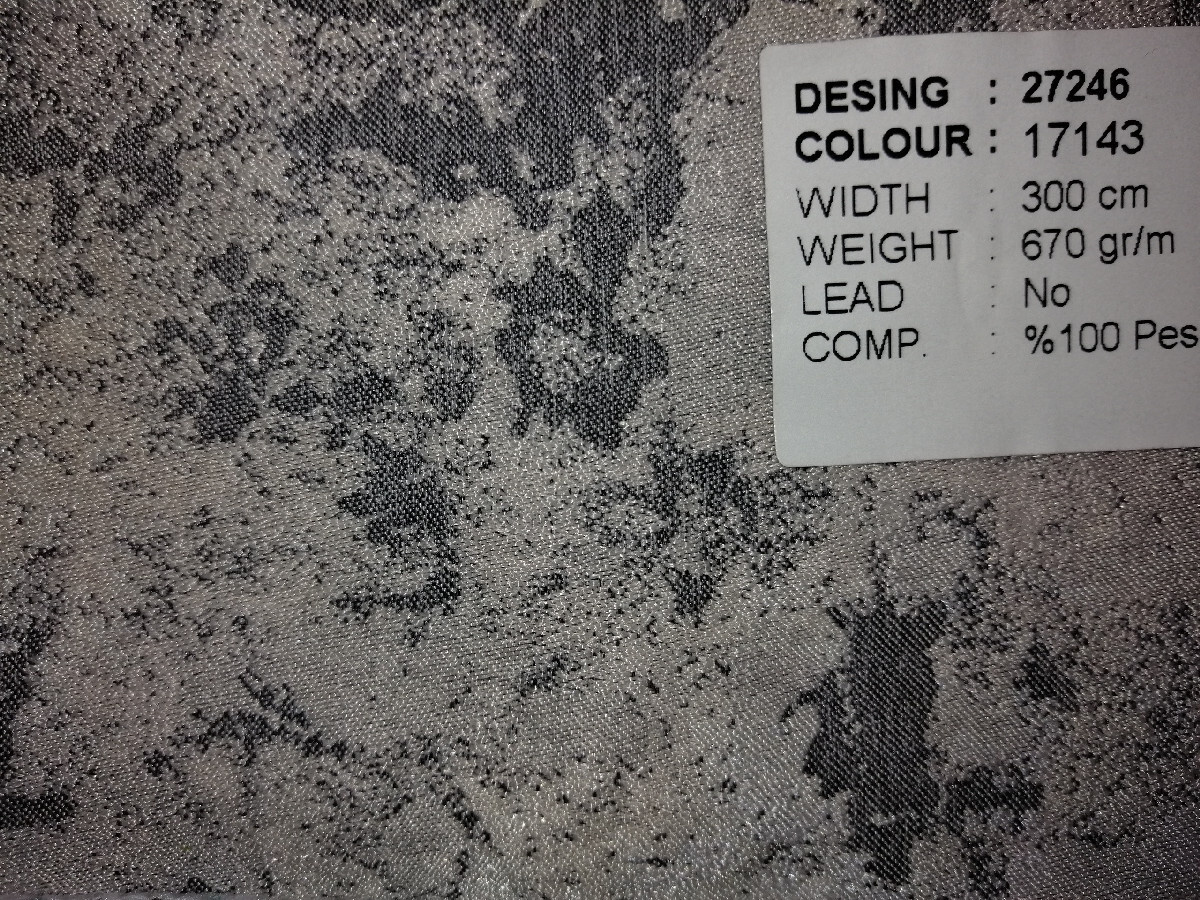 DESING : 27246
COLOUR : 17143
WIDTH : 300 cm
WEIGHT : 670 gr/m
LEAD : No
COMP. : %100 Pes